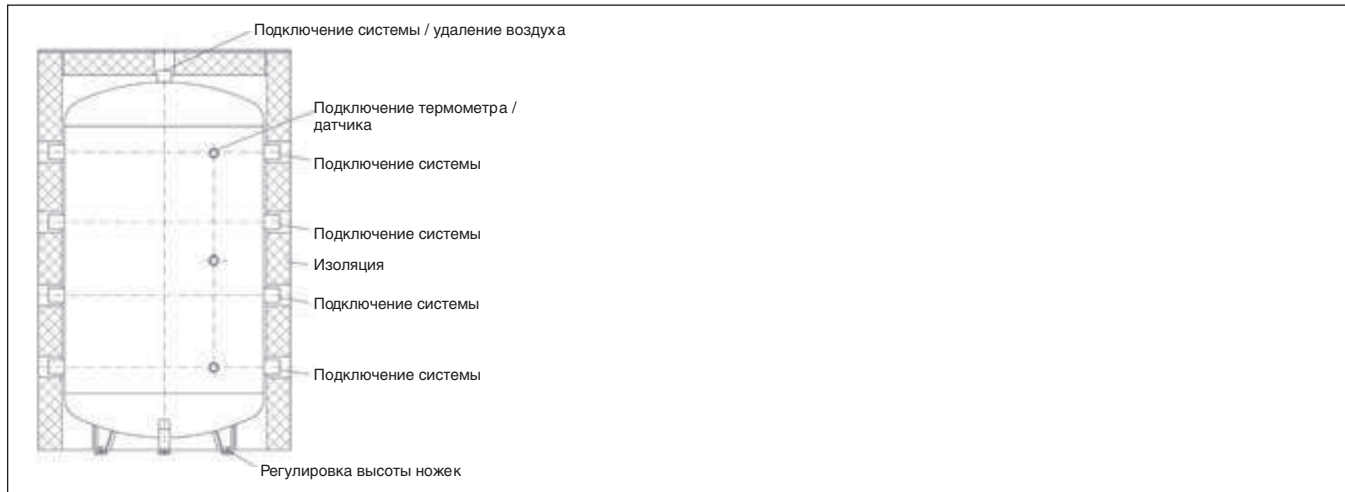 Подключение системы / удаление воздуха
Подключение термометра /
датчика
Подключение системы
Подключение системы
Изоляция
Подключение системы
Подключение системы
Регулировка высоты ножек